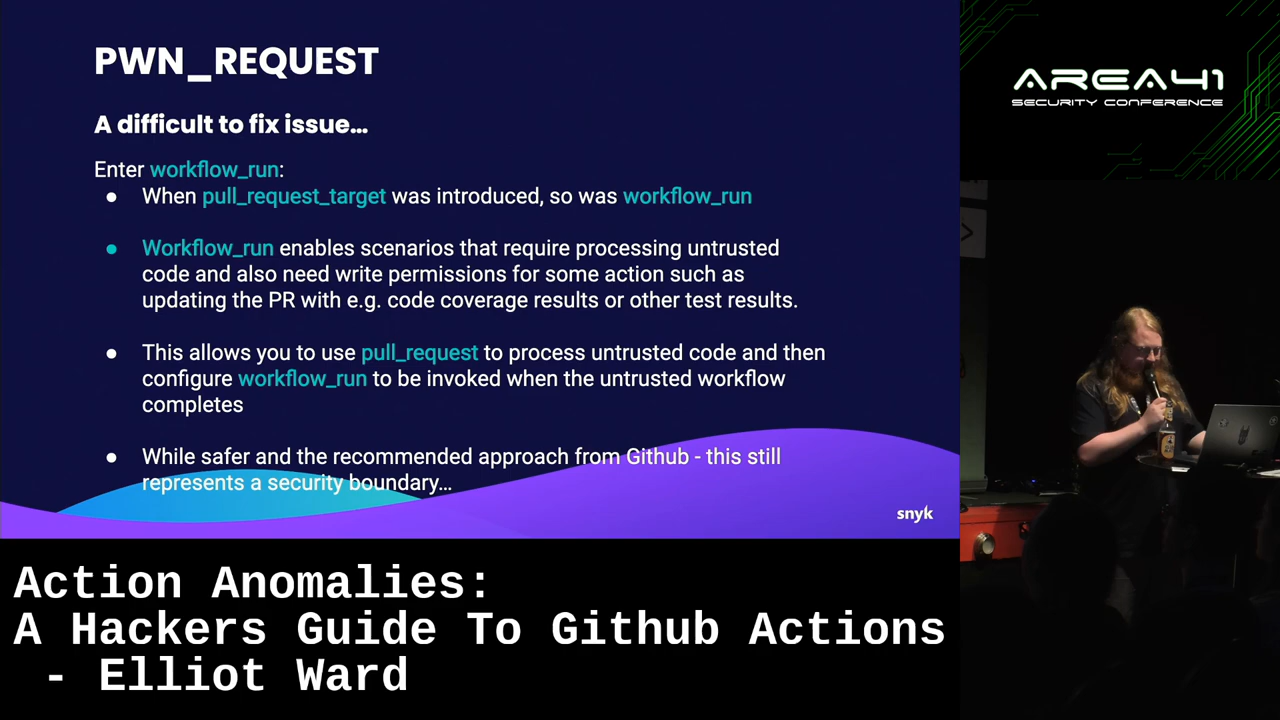 PWN_REQUEST
A difficult to fix issue…
Enter workflow_run:
● When pull_request_target was introduced, so was workflow_run
● Workflow_run enables scenarios that require processing untrusted
code and also need write permissions for some action such as
updating the PR with e.g. code coverage results or other test results.
● This allows you to use pull_request to process untrusted code and then
configure workflow_run to be invoked when the untrusted workflow
completes
● While safer and the recommended approach from Github - this still
represents a security boundary…
snyk
AREA41
SECURITY CONFERENCE
Action Anomalies:
A Hackers Guide To Github Actions
- Elliot Ward